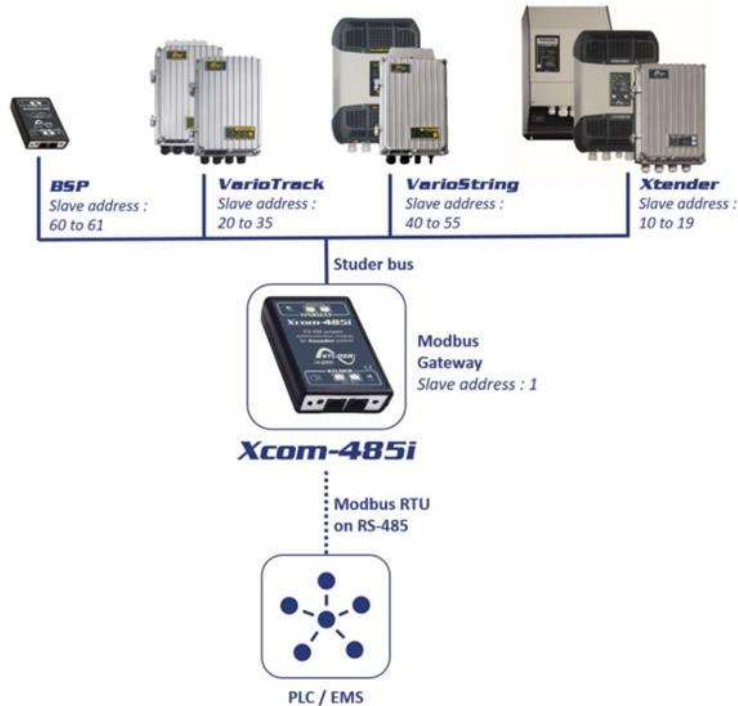 BSP
Slave address :
60 to 61
VarioTrack
Slave address :
20 to 35
VarioString
Slave address :
40 to 55
Xtender
Slave address :
10 to 19
Studer bus
Xcom-485i
Modbus
Gateway
Slave address : 1
Xcom-485i
Modbus RTU
on RS-485
PLC / EMS